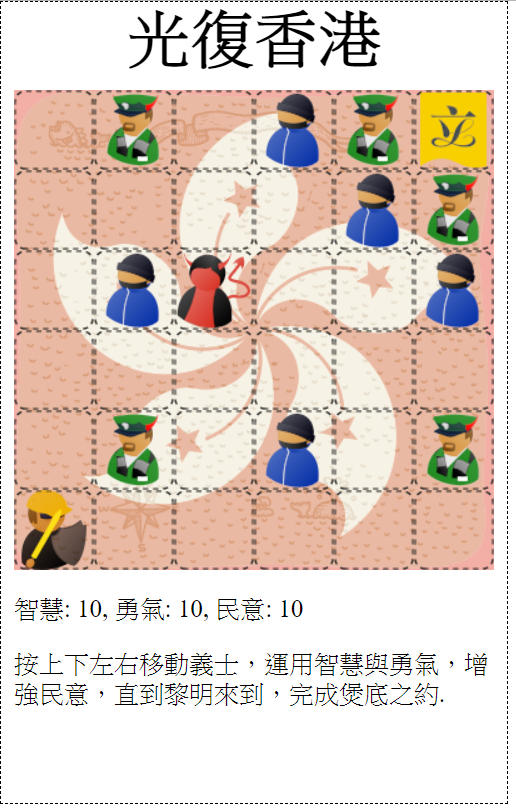 光復香港
立
智慧: 10, 勇氣: 10, 民意: 10
按上下左右移動義士，運用智慧與勇氣，增
強民意，直到黎明來到，完成煲底之約.